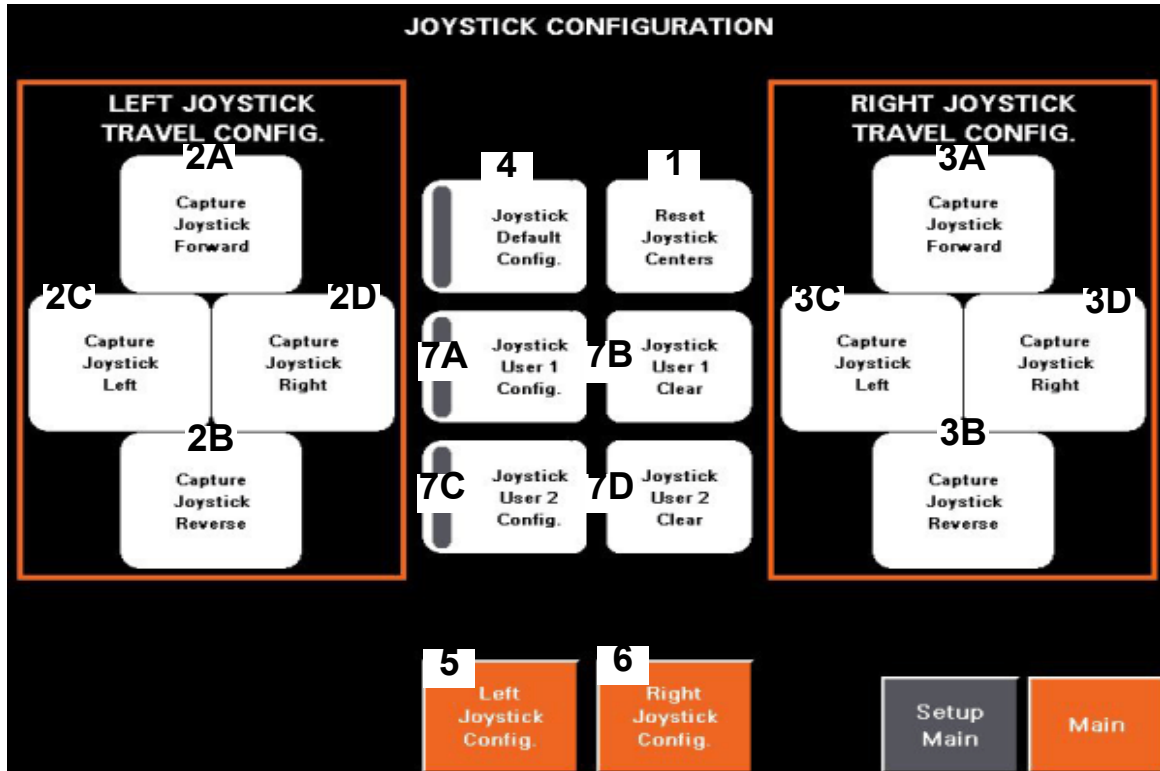 JOYSTICK CONFIGURATION
LEFT JOYSTICK
TRAVEL CONFIG.
2A
Capture
Joystick
Forward
2C
Capture
Joystick
Left
2D
Capture
Joystick
Right
2B
Capture
Joystick
Reverse
4
Joystick
Default
Config.
1
Reset
Joystick
Centers
7A
Joystick
User 1
Config.
7B
Joystick
User 1
Clear
7C
Joystick
User 2
Config.
7D
Joystick
User 2
Clear
RIGHT JOYSTICK
TRAVEL CONFIG.
3A
Capture
Joystick
Forward
3C
Capture
Joystick
Left
3D
Capture
Joystick
Right
3B
Capture
Joystick
Reverse
5
Left
Joystick
Config.
6
Right
Joystick
Config.
Setup
Main
Main